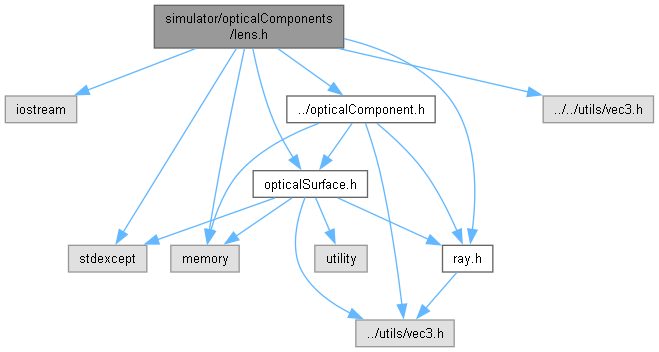 simulator/opticalComponents
/lens.h
iostream
../opticalComponent.h
../../utils/vec3.h
opticalSurface.h
stdexcept
memory
utility
ray.h
../utils/vec3.h